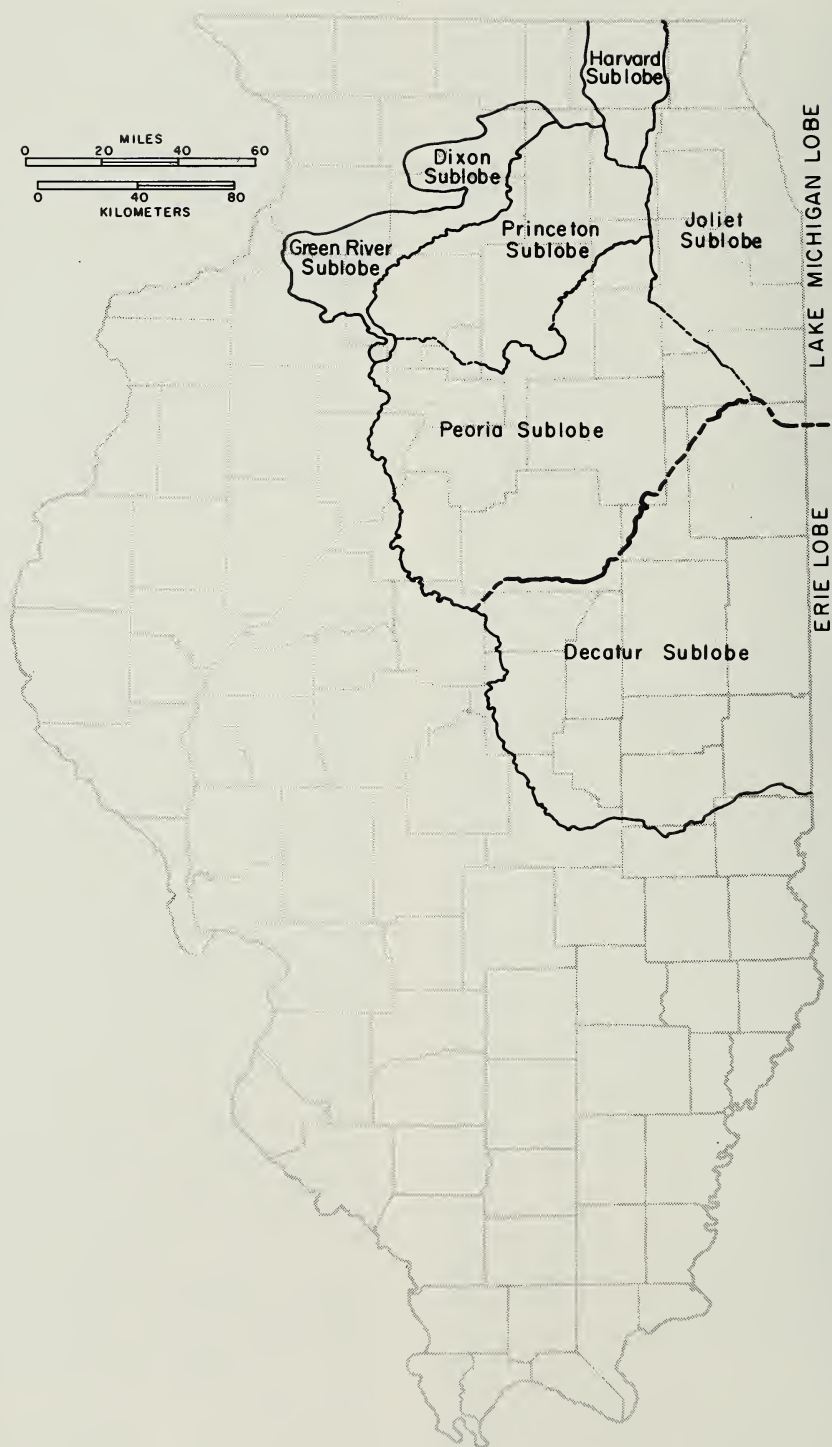 Harvard
Sublobe
MILES
0 20 40 60
0 40 80
KILOMETERS
Dixon
Sublobe
Princeton
Sublobe
Joliet
Sublobe
Green River
Sublobe
LAKE MICHIGAN LOBE
Peoria Sublobe
ERIE LOBE
Decatur Sublobe